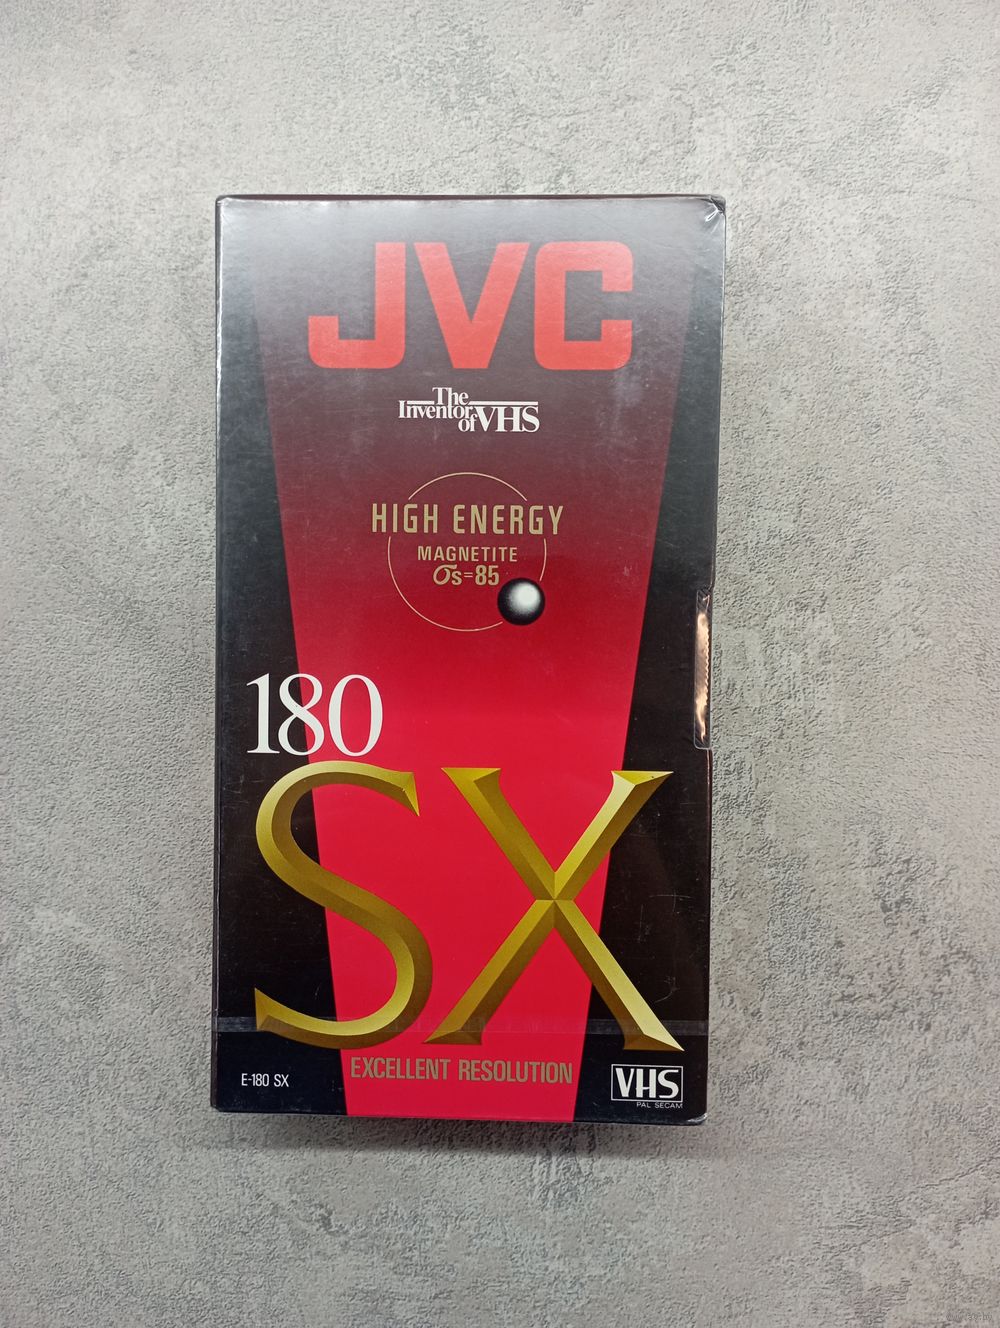 JVC
The
Inventor
of VHS
HIGH ENERGY
MAGNETITE
σs=85
180
SX
EXCELLENT RESOLUTION
E-180 SX
VHS
PAL SECAM